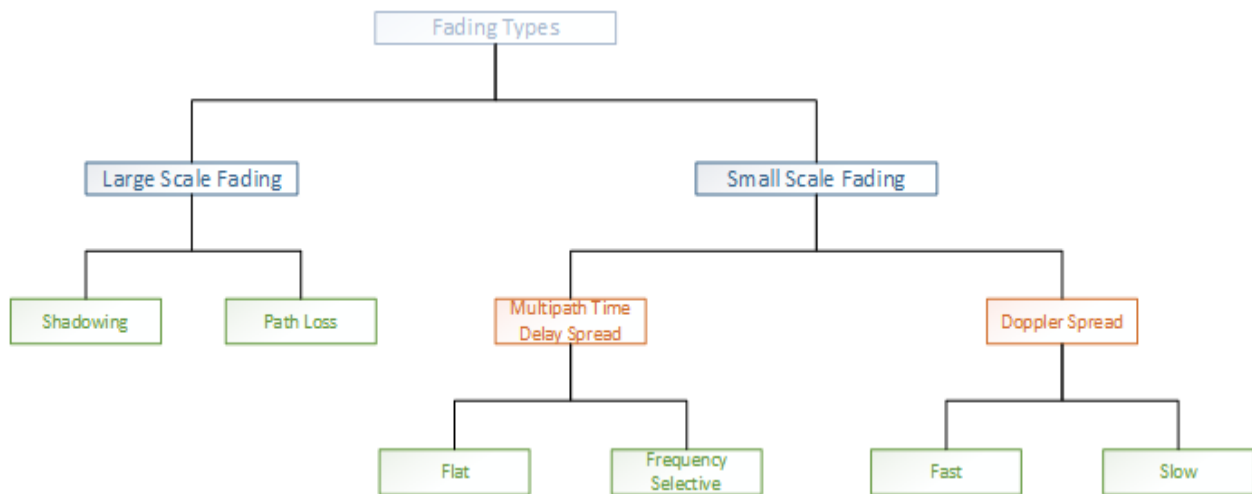 Fading Types
Large Scale Fading
Small Scale Fading
Shadowing
Path Loss
Multipath Time
Delay Spread
Doppler Spread
Flat
Frequency
Selective
Fast
Slow